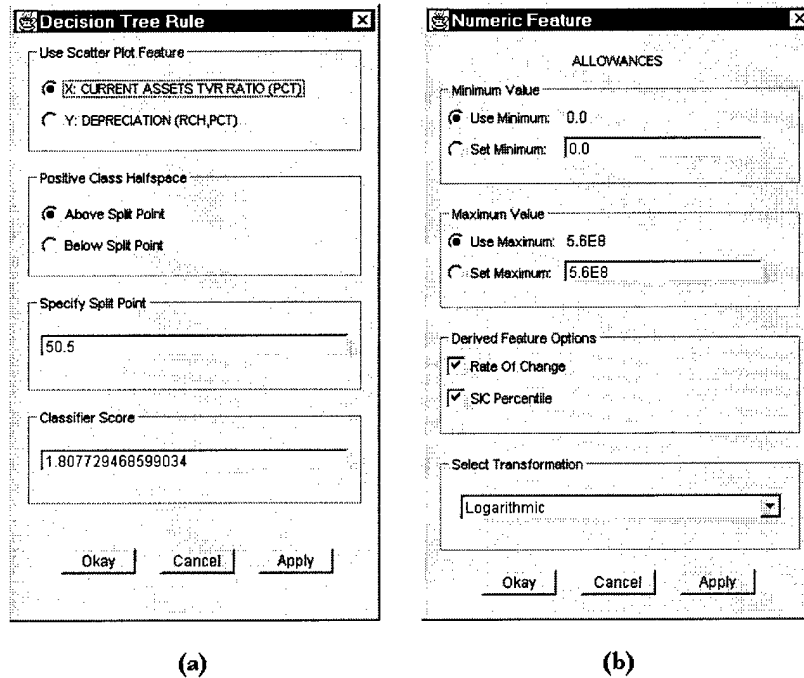 Decision Tree Rule
Use Scatter Plot Feature
X: CURRENT ASSETS TVR RATIO (PCT)
Y: DEPRECIATION (RCH,PCT)
Positive Class Halfspace
Above Split Point
Below Split Point
Specify Split Point
50.5
Classifier Score
1.807729468599034
Okay Cancel Apply
(a)
Numeric Feature
ALLOWANCES
Minimum Value
Use Minimum: 0.0
Set Minimum: 0.0
Maximum Value
Use Maximum: 5.6E8
Set Maximum: 5.6E8
Derived Feature Options
Rate Of Change
SIC Percentile
Select Transformation
Logarithmic
Okay Cancel Apply
(b)